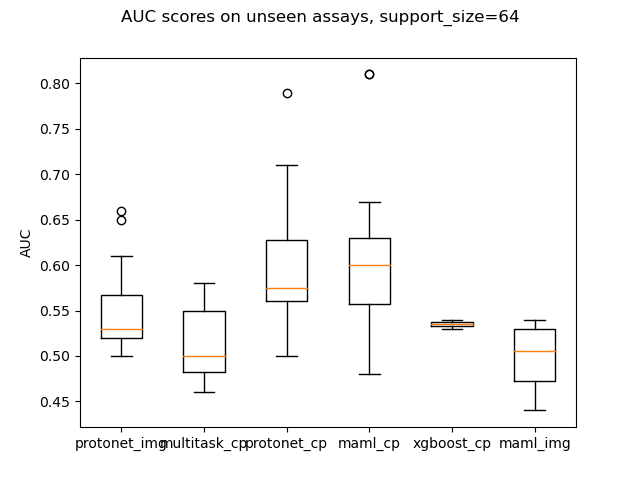 AUC scores on unseen assays, support_size=64
AUC
0.80
0.75
0.70
0.65
0.60
0.55
0.50
0.45
protonet_img multitask_cp protonet_cp maml_cp xgboost_cp maml_img